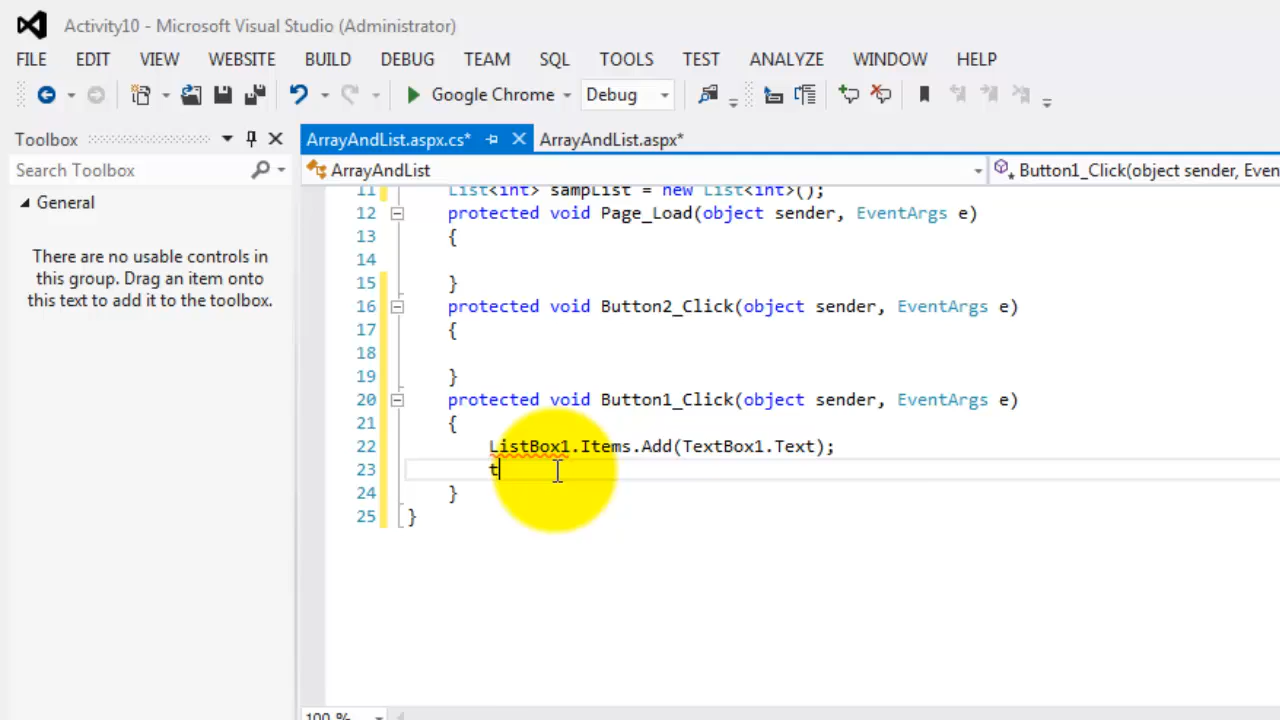 Activity10 - Microsoft Visual Studio (Administrator)
FILE EDIT VIEW WEBSITE BUILD DEBUG TEAM SQL TOOLS TEST ANALYZE WINDOW HELP
Google Chrome Debug
Toolbox
ArrayAndList.aspx.cs* ArrayAndList.aspx*
Search Toolbox
ArrayAndList Button1_Click(object sender, Even
General
There are no usable controls in
this group. Drag an item onto
this text to add it to the toolbox.
11 List<int> sampList = new List<int>();
12 protected void Page_Load(object sender, EventArgs e)
13 {
14
15 }
16 protected void Button2_Click(object sender, EventArgs e)
17 {
18
19 }
20 protected void Button1_Click(object sender, EventArgs e)
21 {
22 ListBox1.Items.Add(TextBox1.Text);
23 t
24 }
25 }
100 %